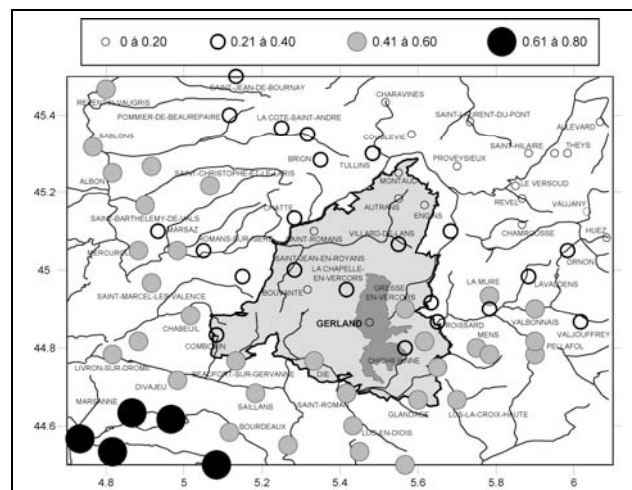 0 à 0.20 0.21 à 0.40 0.41 à 0.60 0.61 à 0.80
SAINT-JEAN-DE-BOURNAY
CHARAVINES
45.4
POMMIER-DE-BEAUREPAIRE
LA COTE-SAINT-ANDRE
SAINT-LAURENT-DU-PONT
ALLEVARD
SABLONS
COUBLEVIE
SAINT-HILAIRE
THEYS
BRION
TULLINS
PROVEYSIEUX
ALBON
SAINT-CHRISTOPHE-ET-LE-LARIS
MONTAUD
LE VERSOUD
45.2
AUTRANS
REVEL
VAUJANY
SAINT-BARTHELEMY-DE-VALS
CHATTE
ENGINS
MARSAZ
SAINT-ROMANS
VILLARD-DE-LANS
CHAMROUSSE
HUEZ
MERCUROL
ROMANS-SUR-ISERE
SAINT-JEAN-EN-ROYANS
ORNON
45
LA CHAPELLE-
EN-VERCORS
GRESSE-
EN-VERCORS
LA MURE
LAVALDENS
SAINT-MARCEL-LES-VALENCE
BOUVANTE
CHABEUIL
GERLAND
ROISSARD
VALBONNAIS
VALJOUFFREY
44.8
COMBOVIN
MENS
CHICHILIANNE
PELLAFOL
LIVRON-SUR-DROME
BEAUFORT-SUR-GERVANNE
DIE
DIVAJEU
MARSANNE
SAILLANS
SAINT-ROMAN
GLANDAGE
LUS-LA-CROIX-HAUTE
44.6
BOURDEAUX
LUC-EN-DIOIS
4.8 5 5.2 5.4 5.6 5.8 6